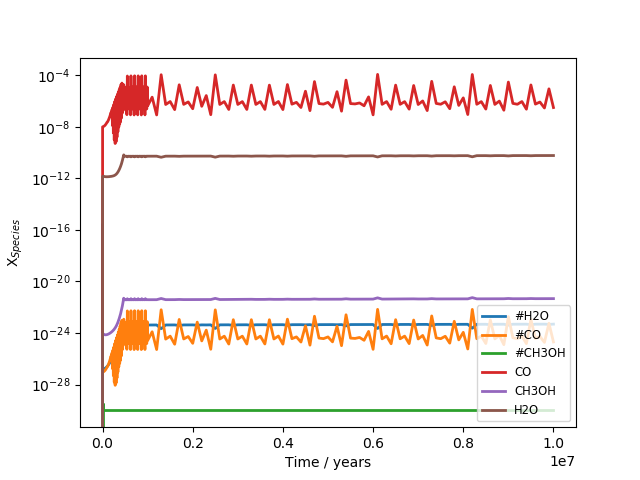 10⁻⁴
10⁻⁸
10⁻¹²
10⁻¹⁶
10⁻²⁰
10⁻²⁴
10⁻²⁸
X_Species
#H2O
#CO
#CH3OH
CO
CH3OH
H2O
0.0 0.2 0.4 0.6 0.8 1.0
1e7
Time / years